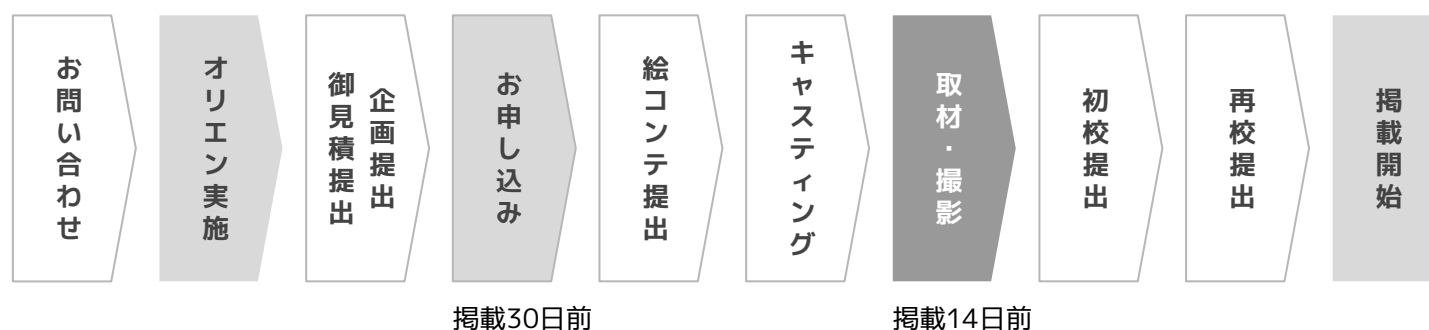 お問い合わせ
オリエン実施
企画提出
御見積提出
お申し込み
絵コンテ提出
キャスティング
取材・撮影
初校提出
再校提出
掲載開始
掲載30日前
掲載14日前